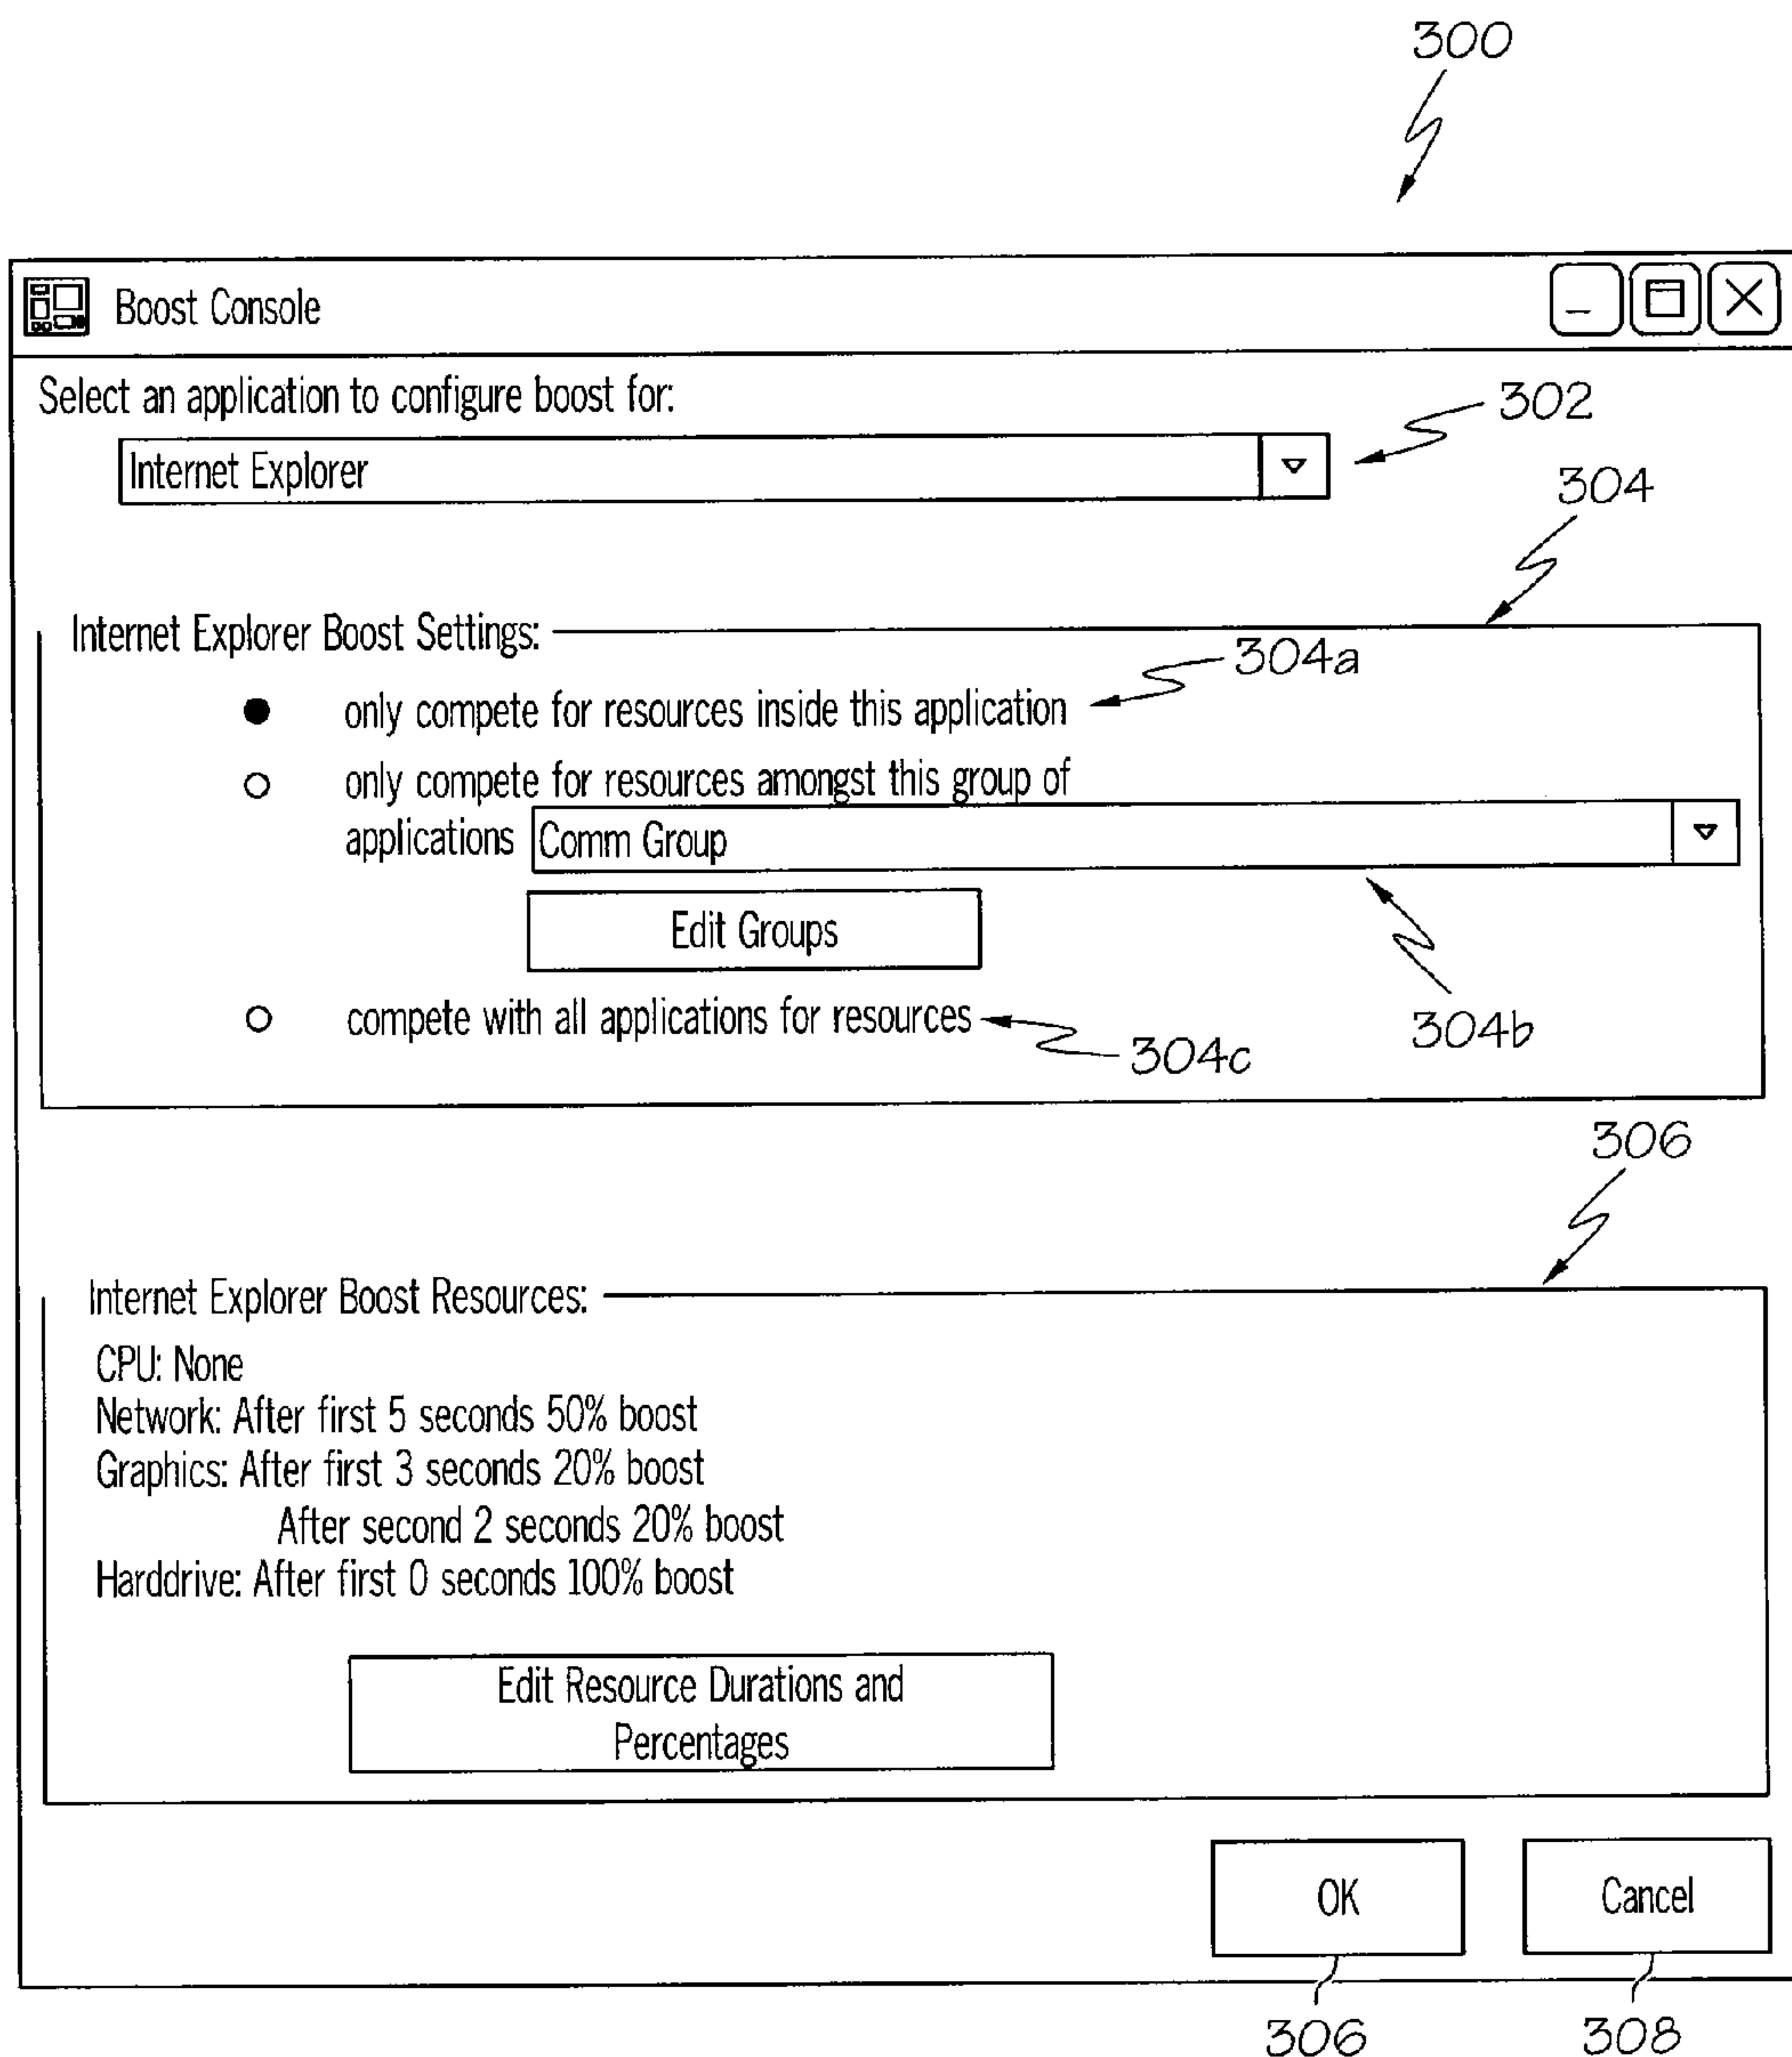 300
Boost Console
Select an application to configure boost for:
302
Internet Explorer
304
Internet Explorer Boost Settings:
304a
only compete for resources inside this application
only compete for resources amongst this group of
applications Comm Group
Edit Groups
304b
compete with all applications for resources
304c
306
Internet Explorer Boost Resources:
CPU: None
Network: After first 5 seconds 50% boost
Graphics: After first 3 seconds 20% boost
After second 2 seconds 20% boost
Harddrive: After first 0 seconds 100% boost
Edit Resource Durations and
Percentages
OK
Cancel
306
308